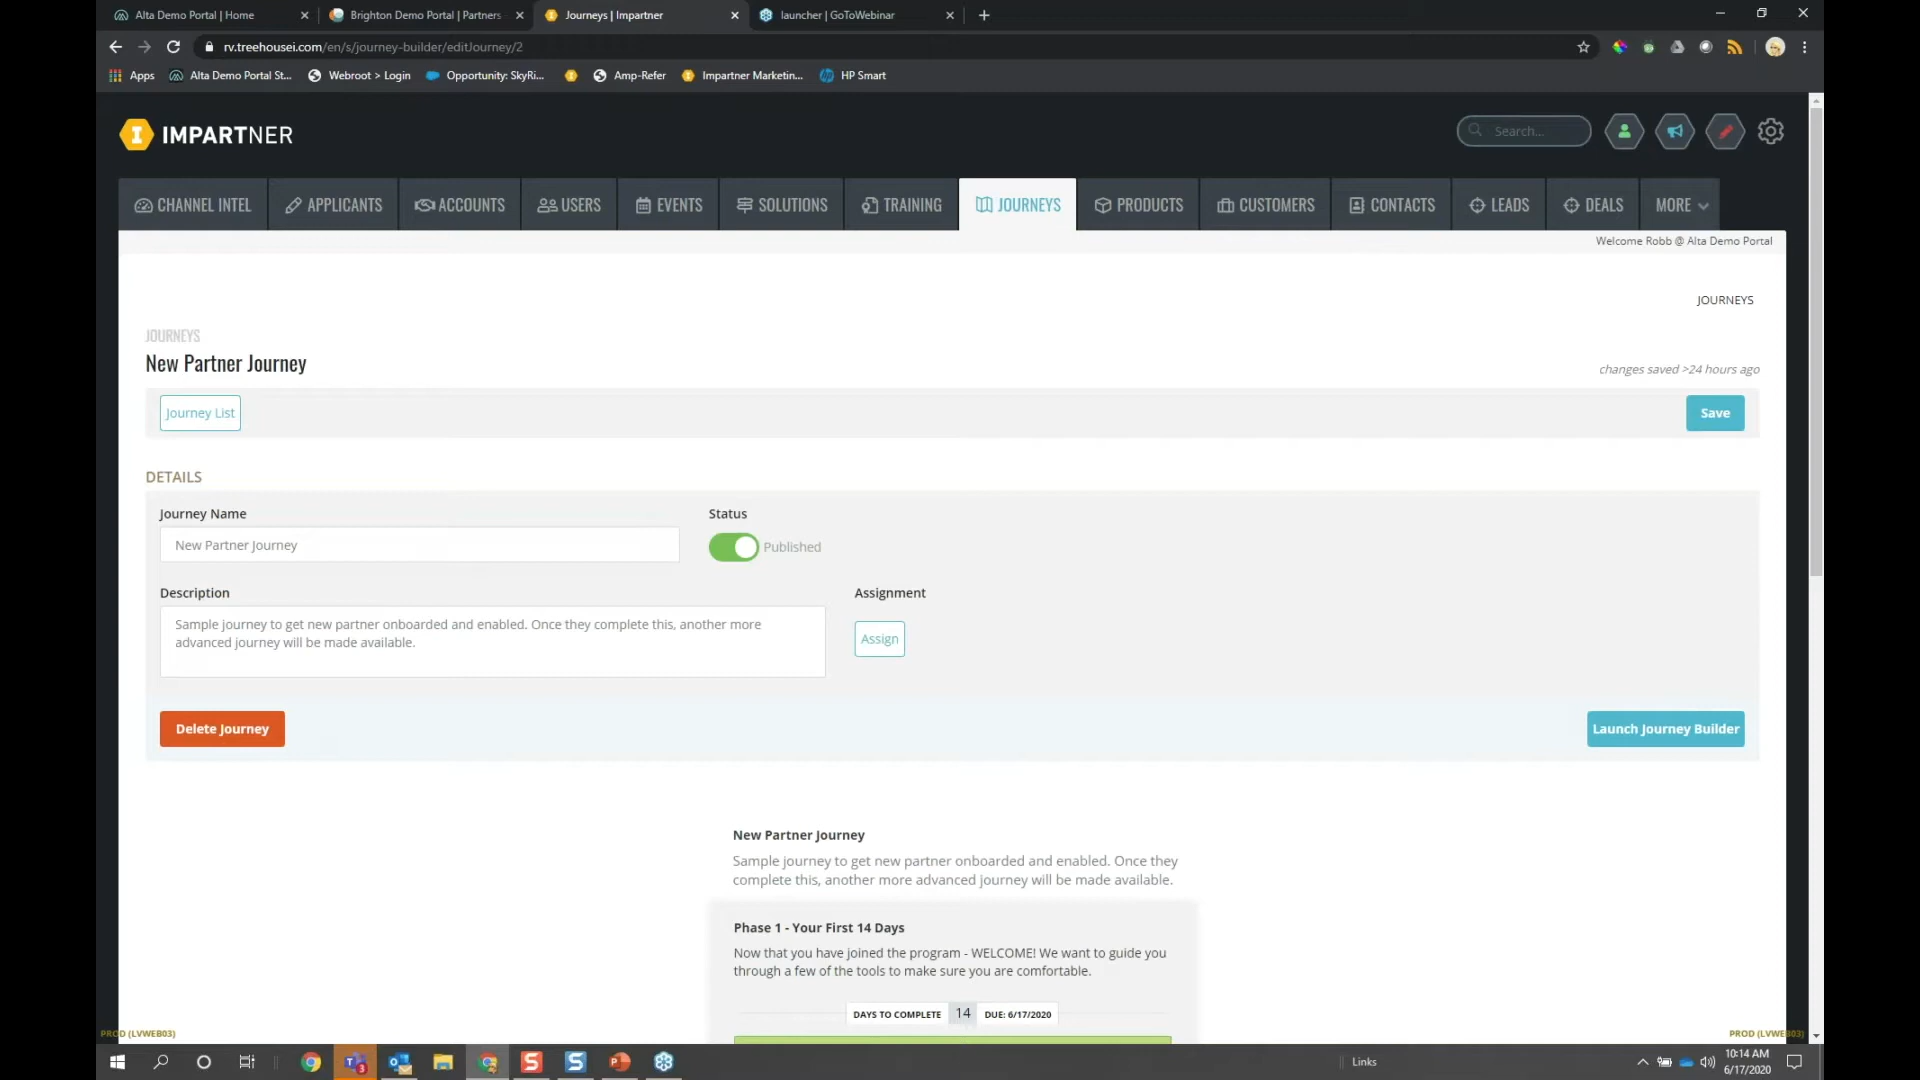 Alta Demo Portal | Home
Brighton Demo Portal | Partners
Journeys | Impartner
launcher | GoToWebinar
rv.treehousei.com/en/s/journey-builder/editJourney/2
Apps
Alta Demo Portal St...
Webroot > Login
Opportunity: SkyRi...
Amp-Refer
Impartner Marketin...
HP Smart
IMPARTNER
Search...
CHANNEL INTEL
APPLICANTS
ACCOUNTS
USERS
EVENTS
SOLUTIONS
TRAINING
JOURNEYS
PRODUCTS
CUSTOMERS
CONTACTS
LEADS
DEALS
MORE
Welcome Robb @ Alta Demo Portal
JOURNEYS
JOURNEYS
New Partner Journey
changes saved >24 hours ago
Journey List
Save
DETAILS
Journey Name
Status
New Partner Journey
Published
Description
Assignment
Sample journey to get new partner onboarded and enabled. Once they complete this, another more
advanced journey will be made available.
Assign
Delete Journey
Launch Journey Builder
New Partner Journey
Sample journey to get new partner onboarded and enabled. Once they
complete this, another more advanced journey will be made available.
Phase 1 - Your First 14 Days
Now that you have joined the program - WELCOME! We want to guide you
through a few of the tools to make sure you are comfortable.
DAYS TO COMPLETE 14 DUE: 6/17/2020
PROD (LVWEB03)
PROD (LVWEB03)
Links
10:14 AM
6/17/2020